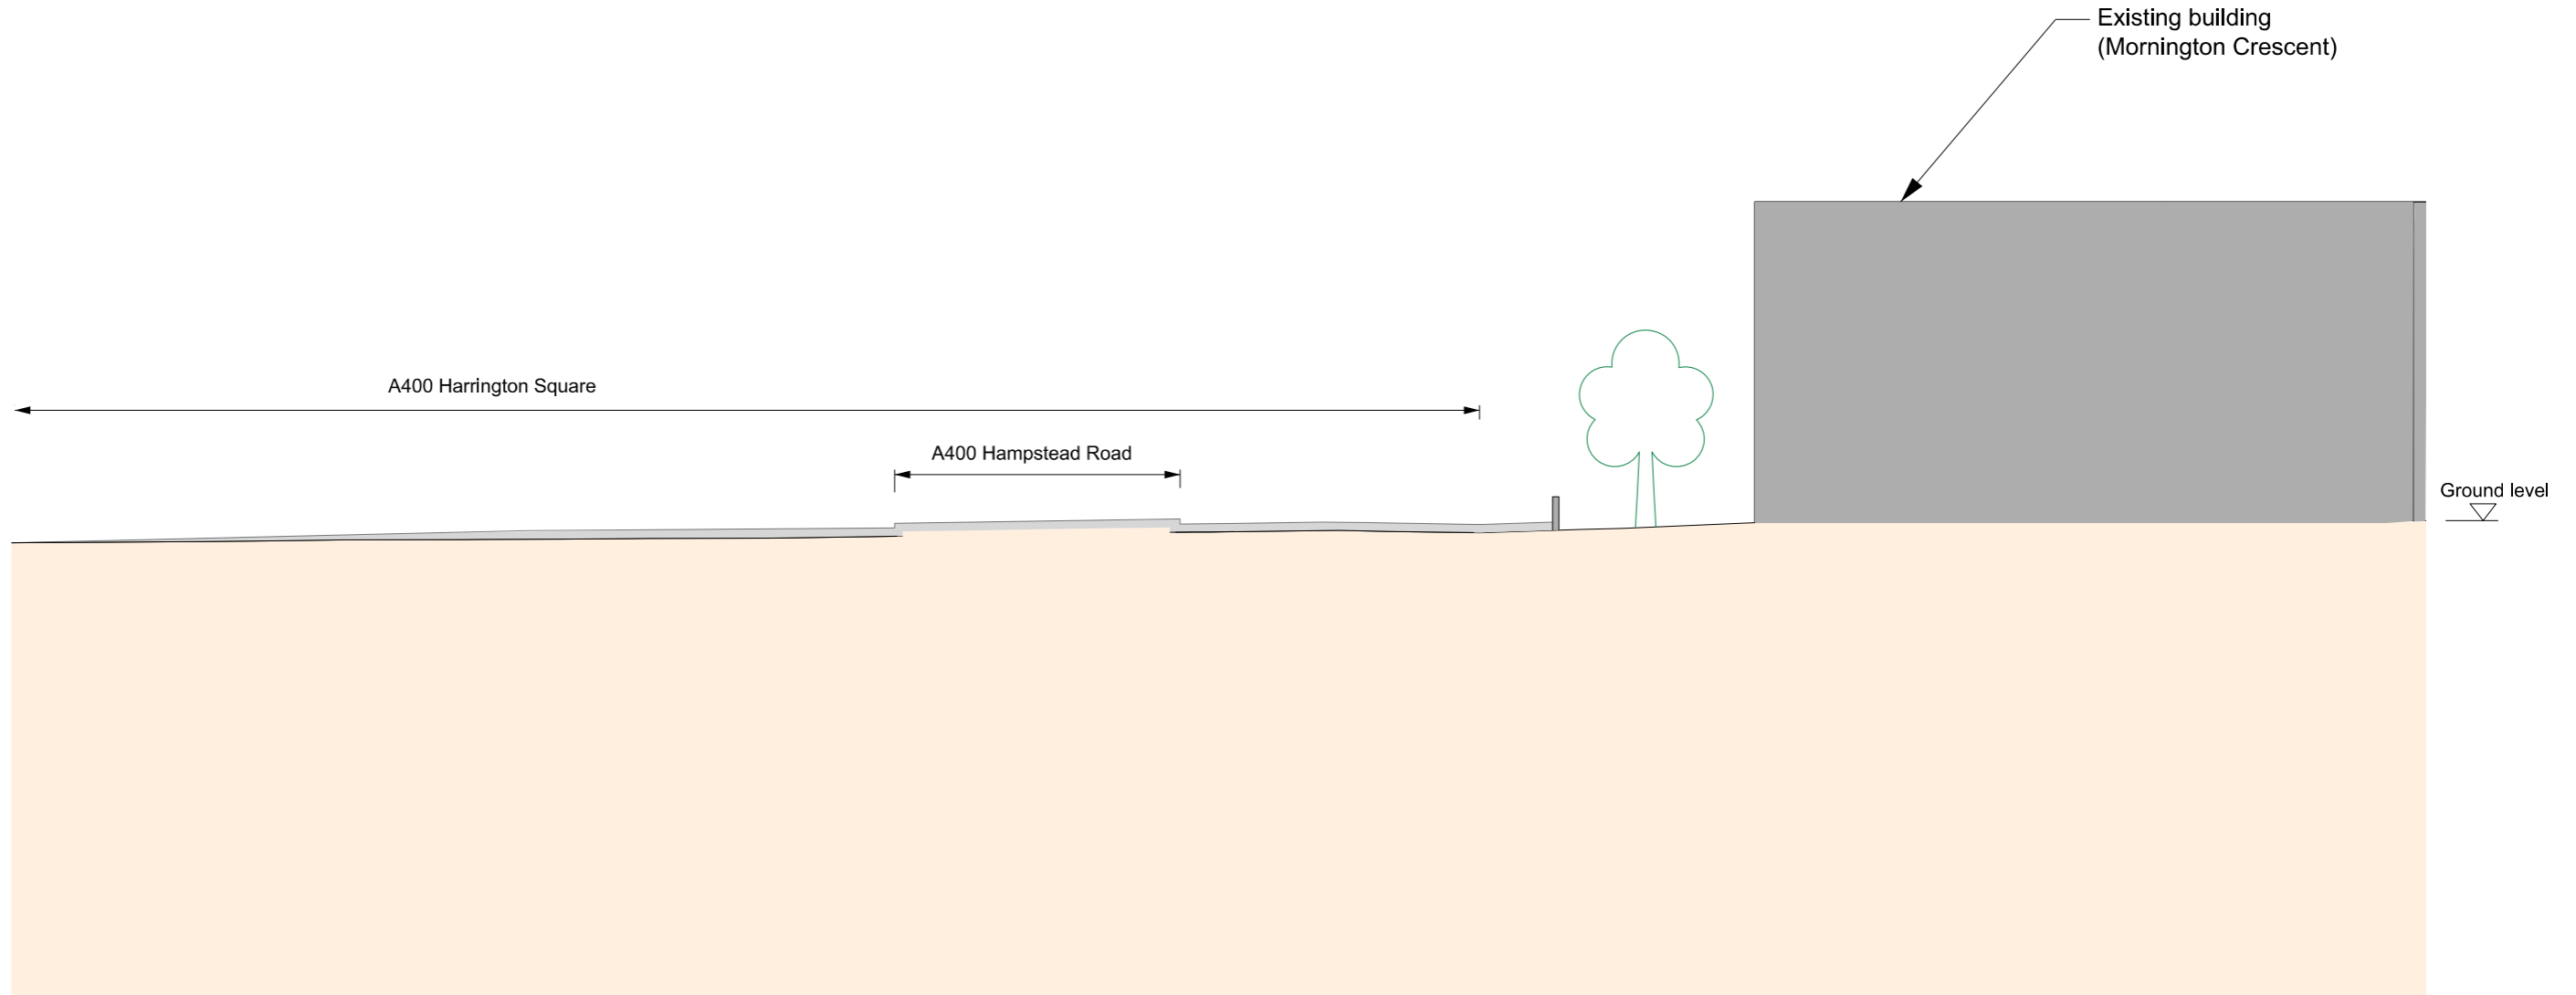 Existing building
(Mornington Crescent)
A400 Harrington Square
A400 Hampstead Road
Ground level